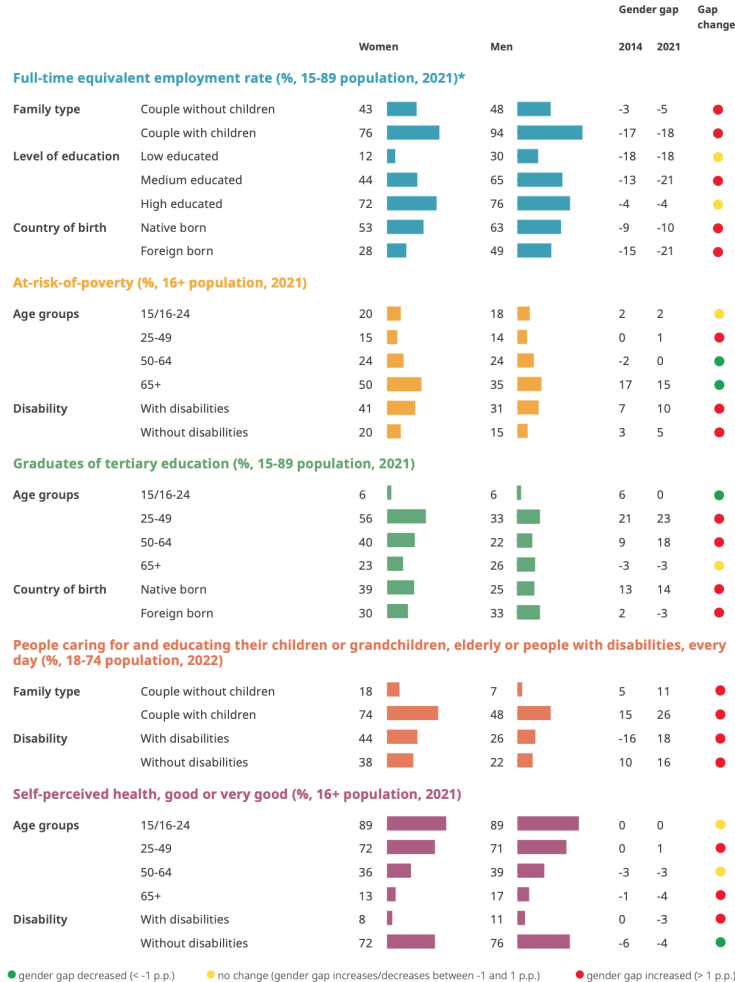 Gender gap Gap change
Women Men 2014 2021
Full-time equivalent employment rate (%, 15-89 population, 2021)*
Family type Couple without children 43 48 -3 -5
Couple with children 76 94 -17 -18
Level of education Low educated 12 30 -18 -18
Medium educated 44 65 -13 -21
High educated 72 76 -4 -4
Country of birth Native born 53 63 -9 -10
Foreign born 28 49 -15 -21
At-risk-of-poverty (%, 16+ population, 2021)
Age groups 15/16-24 20 18 2 2
25-49 15 14 0 1
50-64 24 24 -2 0
65+ 50 35 17 15
Disability With disabilities 41 31 7 10
Without disabilities 20 15 3 5
Graduates of tertiary education (%, 15-89 population, 2021)
Age groups 15/16-24 6 6 6 0
25-49 56 33 21 23
50-64 40 22 9 18
65+ 23 26 -3 -3
Country of birth Native born 39 25 13 14
Foreign born 30 33 2 -3
People caring for and educating their children or grandchildren, elderly or people with disabilities, every
day (%, 18-74 population, 2022)
Family type Couple without children 18 7 5 11
Couple with children 74 48 15 26
Disability With disabilities 44 26 -16 18
Without disabilities 38 22 10 16
Self-perceived health, good or very good (%, 16+ population, 2021)
Age groups 15/16-24 89 89 0 0
25-49 72 71 0 1
50-64 36 39 -3 -3
65+ 13 17 -1 -4
Disability With disabilities 8 11 0 -3
Without disabilities 72 76 -6 -4
gender gap decreased (< -1 p.p.) no change (gender gap increases/decreases between -1 and 1 p.p.) gender gap increased (> 1 p.p.)